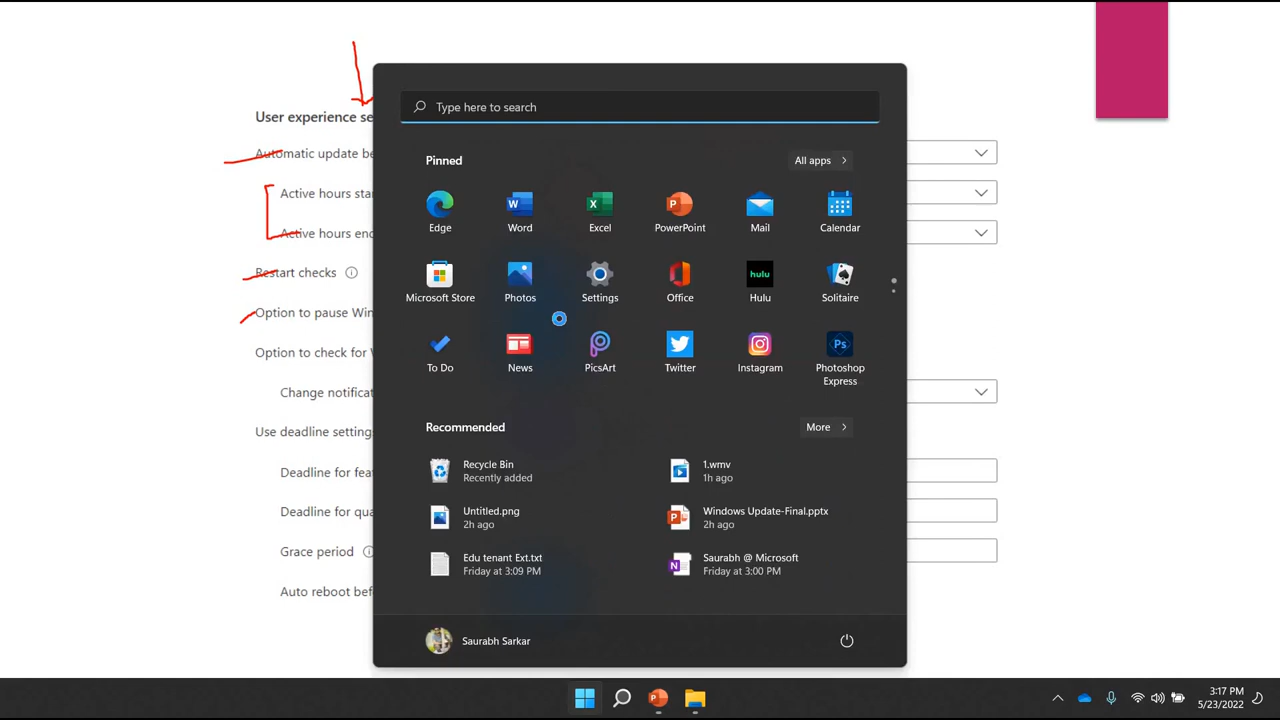 Type here to search
User experience se
Pinned
All apps
Automatic update be
Active hours sta
Edge
Word
Excel
PowerPoint
Mail
Calendar
Active hours enc
Restart checks
Microsoft Store
Photos
Settings
Office
hulu
Hulu
Solitaire
Option to pause Win
Option to check for
To Do
News
PicsArt
Twitter
Instagram
Ps
Photoshop
Express
Change notificat
Use deadline settings
Recommended
More
Deadline for fea
Recycle Bin
Recently added
1.wmv
1h ago
Deadline for qua
Untitled.png
2h ago
Windows Update-Final.pptx
2h ago
Grace period
Edu tenant Ext.txt
Friday at 3:09 PM
Saurabh @ Microsoft
Friday at 3:00 PM
Auto reboot bef
Saurabh Sarkar
3:17 PM
5/23/2022